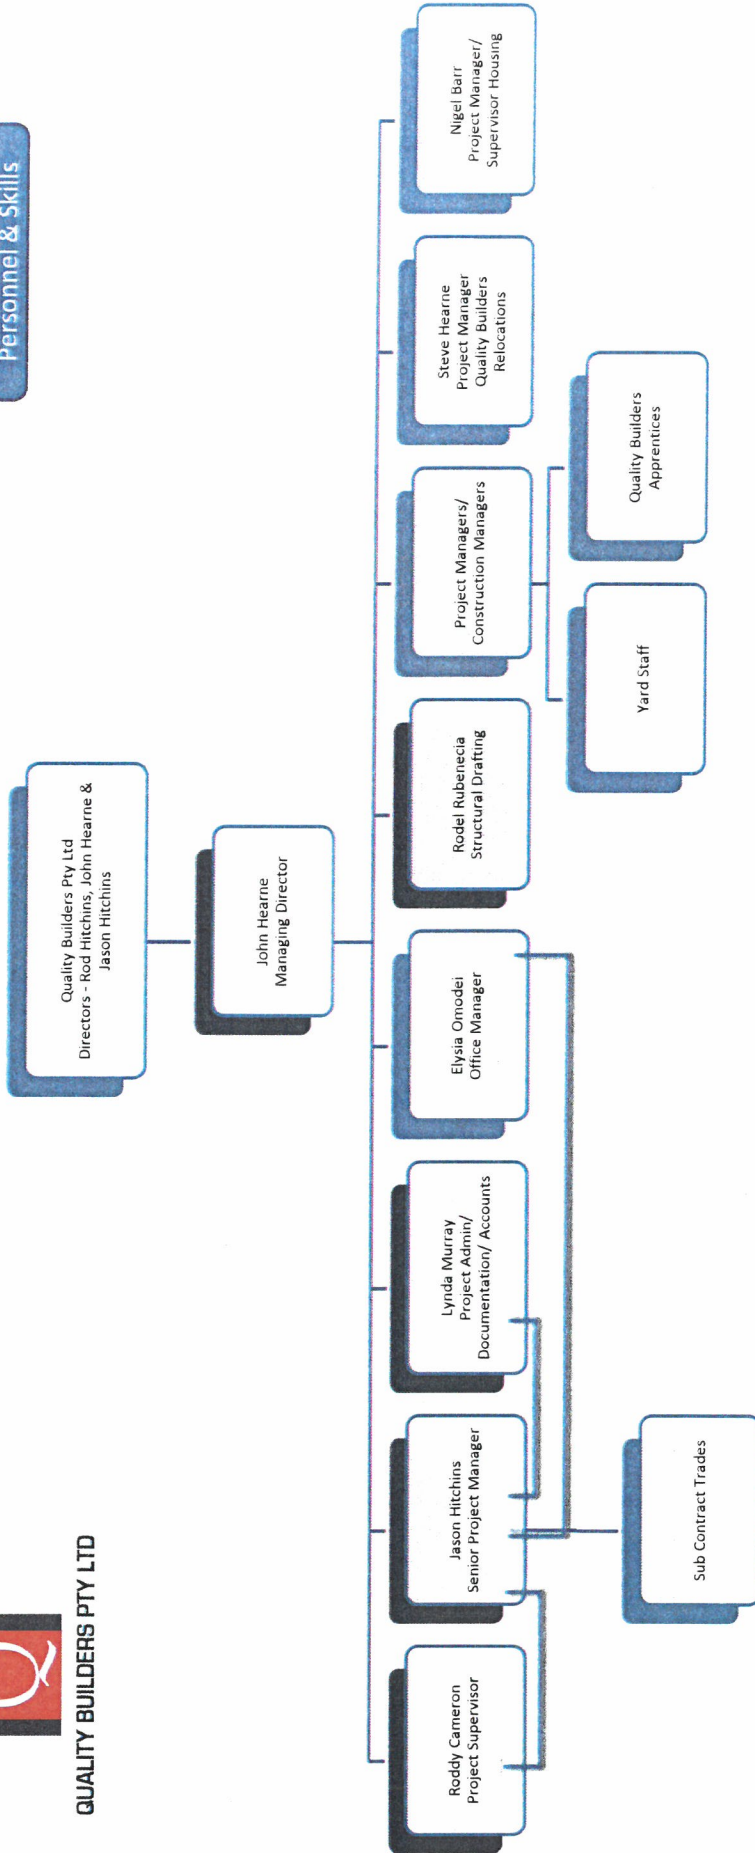 Q
QUALITY BUILDERS PTY LTD
Personnel & Skills
Quality Builders Pty Ltd
Directors - Rod Hitchins, John Hearne &
Jason Hitchins
John Hearne
Managing Director
Roddy Cameron
Project Supervisor
Jason Hitchins
Senior Project Manager
Lynda Murray
Project Admin/
Documentation/ Accounts
Elysia Omodei
Office Manager
Rodel Rubenecia
Structural Drafting
Project Managers/
Construction Managers
Steve Hearne
Project Manager
Quality Builders
Relocations
Nigel Barr
Project Manager/
Supervisor Housing
Sub Contract Trades
Yard Staff
Quality Builders
Apprentices